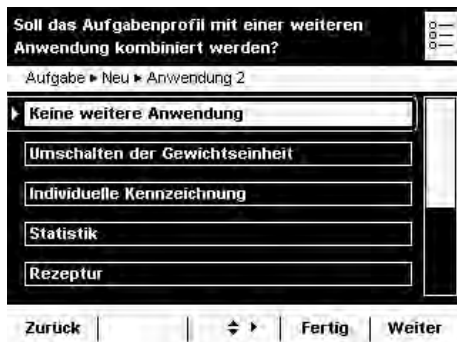 Soll das Aufgabenprofil mit einer weiteren
Anwendung kombiniert werden?
Aufgabe ▸ Neu ▸ Anwendung 2
Keine weitere Anwendung
Umschalten der Gewichtseinheit
Individuelle Kennzeichnung
Statistik
Rezeptur
Zurück Fertig Weiter